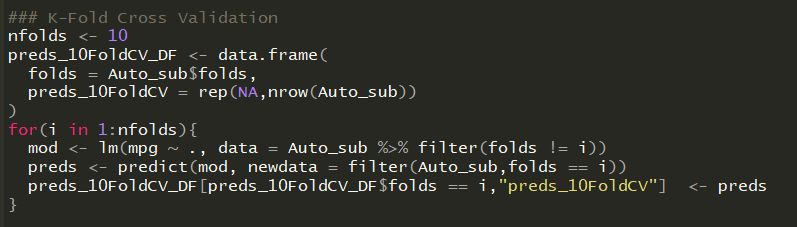 ### K-Fold Cross Validation
nfolds <- 10
preds_10FoldCV_DF <- data.frame(
  folds = Auto_sub$folds,
  preds_10FoldCV = rep(NA,nrow(Auto_sub))
)
for(i in 1:nfolds){
  mod <- lm(mpg ~ ., data = Auto_sub %>% filter(folds != i))
  preds <- predict(mod, newdata = filter(Auto_sub,folds == i))
  preds_10FoldCV_DF[preds_10FoldCV_DF$folds == i,"preds_10FoldCV"]  <- preds
}